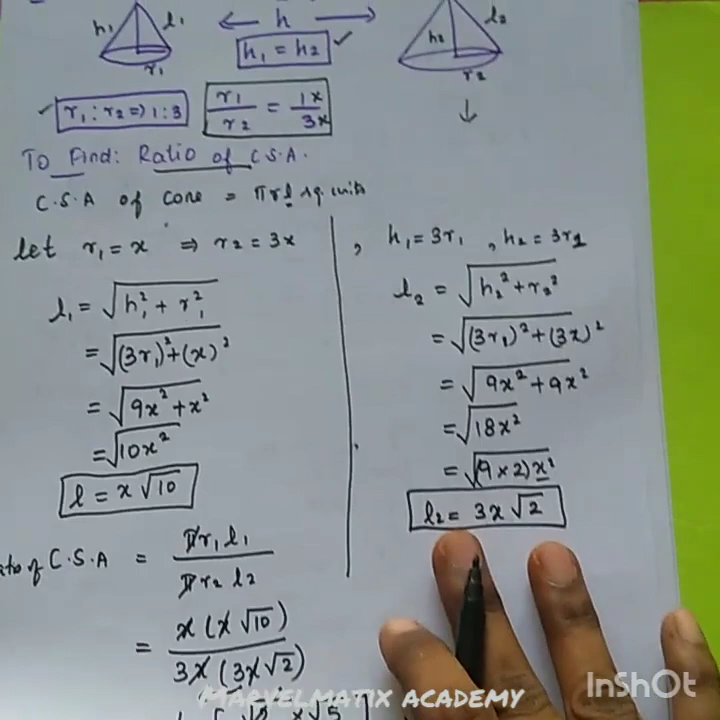 h₁ l₁ ← h → h₂ l₂
r₁ h₁ = h₂ ✓ r₂
✓ r₁ : r₂ ⇒ 1 : 3 r₁/r₂ = 1x/3x ↓
To Find: Ratio of C.S.A.
C.S.A of cone = πrl sq. units
let r₁ = x ⇒ r₂ = 3x , h₁ = 3r₁ , h₂ = 3r₁
l₁ = √(h₁² + r₁²)
= √((3r₁)² + (x)²)
= √(9x² + x²)
= √(10x²)
l = x√10
l₂ = √(h₂² + r₂²)
= √((3r₁)² + (3x)²)
= √(9x² + 9x²)
= √(18x²)
= √((9 × 2) x²)
l₂ = 3x√2
of C.S.A = πr₁l₁ / πr₂l₂
= x(x√10) / 3x(3x√2)
√2 × √5
MARVELMATIX ACADEMY
InShOt